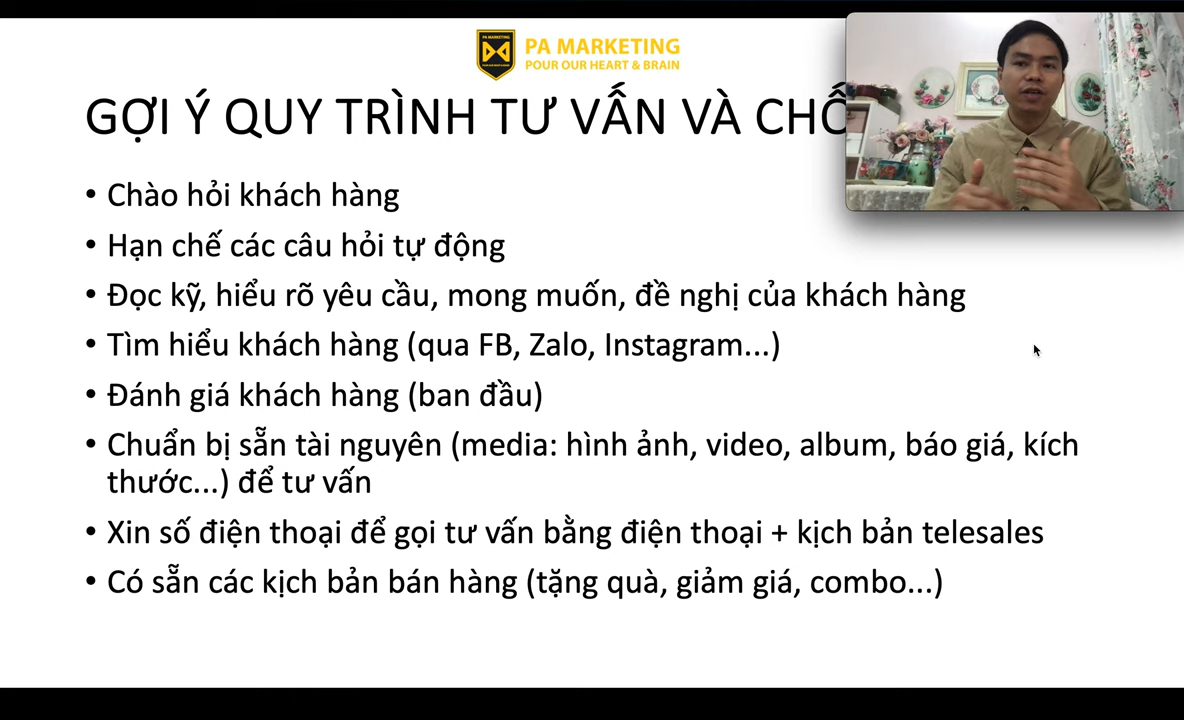 PA MARKETING
PA MARKETING
POUR OUR HEART & BRAIN
GỢI Ý QUY TRÌNH TƯ VẤN VÀ CHỐ
• Chào hỏi khách hàng
• Hạn chế các câu hỏi tự động
• Đọc kỹ, hiểu rõ yêu cầu, mong muốn, đề nghị của khách hàng
• Tìm hiểu khách hàng (qua FB, Zalo, Instagram...)
• Đánh giá khách hàng (ban đầu)
• Chuẩn bị sẵn tài nguyên (media: hình ảnh, video, album, báo giá, kích
thước...) để tư vấn
• Xin số điện thoại để gọi tư vấn bằng điện thoại + kịch bản telesales
• Có sẵn các kịch bản bán hàng (tặng quà, giảm giá, combo...)